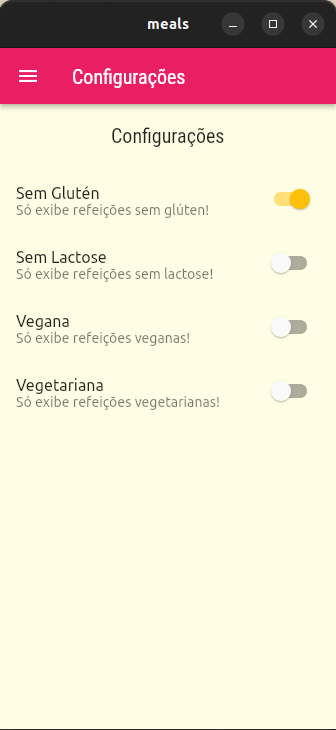 meals
Configurações
Configurações
Sem Glutén
Só exibe refeições sem glúten!
Sem Lactose
Só exibe refeições sem lactose!
Vegana
Só exibe refeições veganas!
Vegetariana
Só exibe refeições vegetarianas!